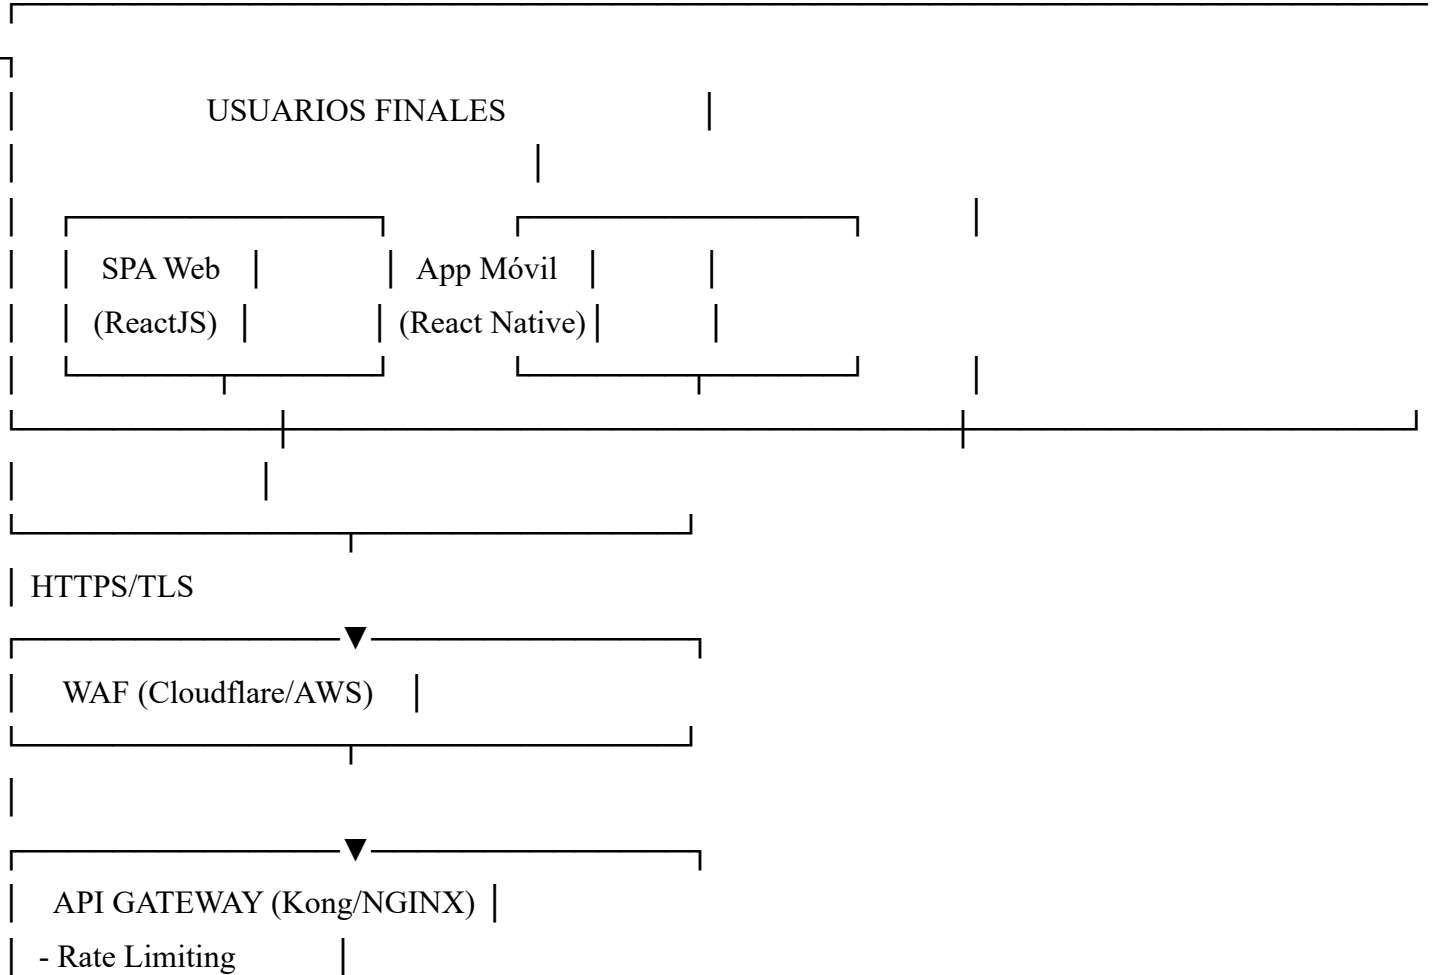 USUARIOS FINALES
SPA Web App Móvil
(ReactJS) (React Native)
HTTPS/TLS
▼
WAF (Cloudflare/AWS)
▼
API GATEWAY (Kong/NGINX)
- Rate Limiting